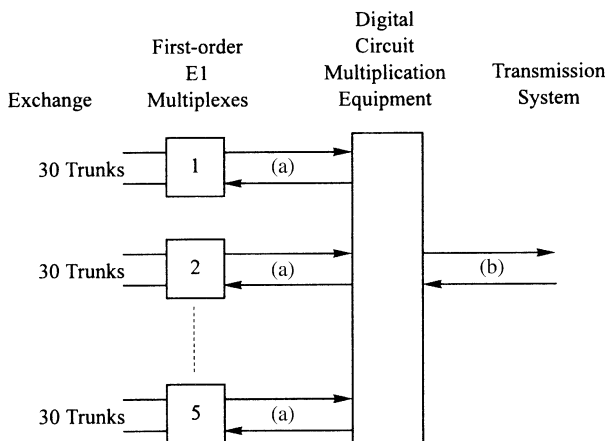 Exchange
First-order
E1
Multiplexes
Digital
Circuit
Multiplication
Equipment
Transmission
System
30 Trunks
1
(a)
30 Trunks
2
(a)
(b)
30 Trunks
5
(a)